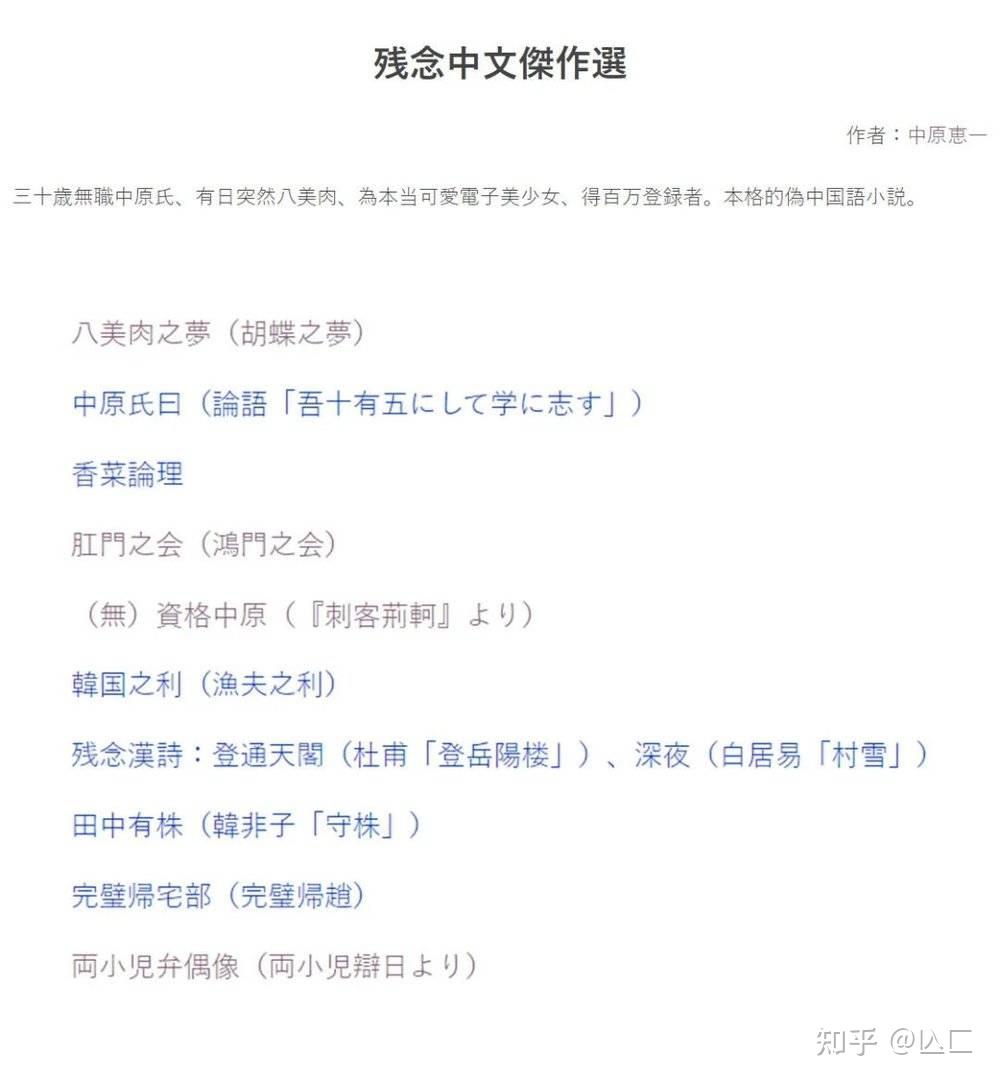 残念中文傑作選
作者：中原恵一
三十歳無職中原氏、有日突然八美肉、為本当可愛電子美少女、得百万登録者。本格的偽中国語小説。
八美肉之夢（胡蝶之夢）
中原氏曰（論語「吾十有五にして学に志す」）
香菜論理
肛門之会（鴻門之会）
（無）資格中原（『刺客荊軻』より）
韓国之利（漁夫之利）
残念漢詩：登通天閣（杜甫「登岳陽楼」）、深夜（白居易「村雪」）
田中有株（韓非子「守株」）
完璧帰宅部（完璧帰趙）
両小児弁偶像（両小児辯日より）
知乎 @亾匚